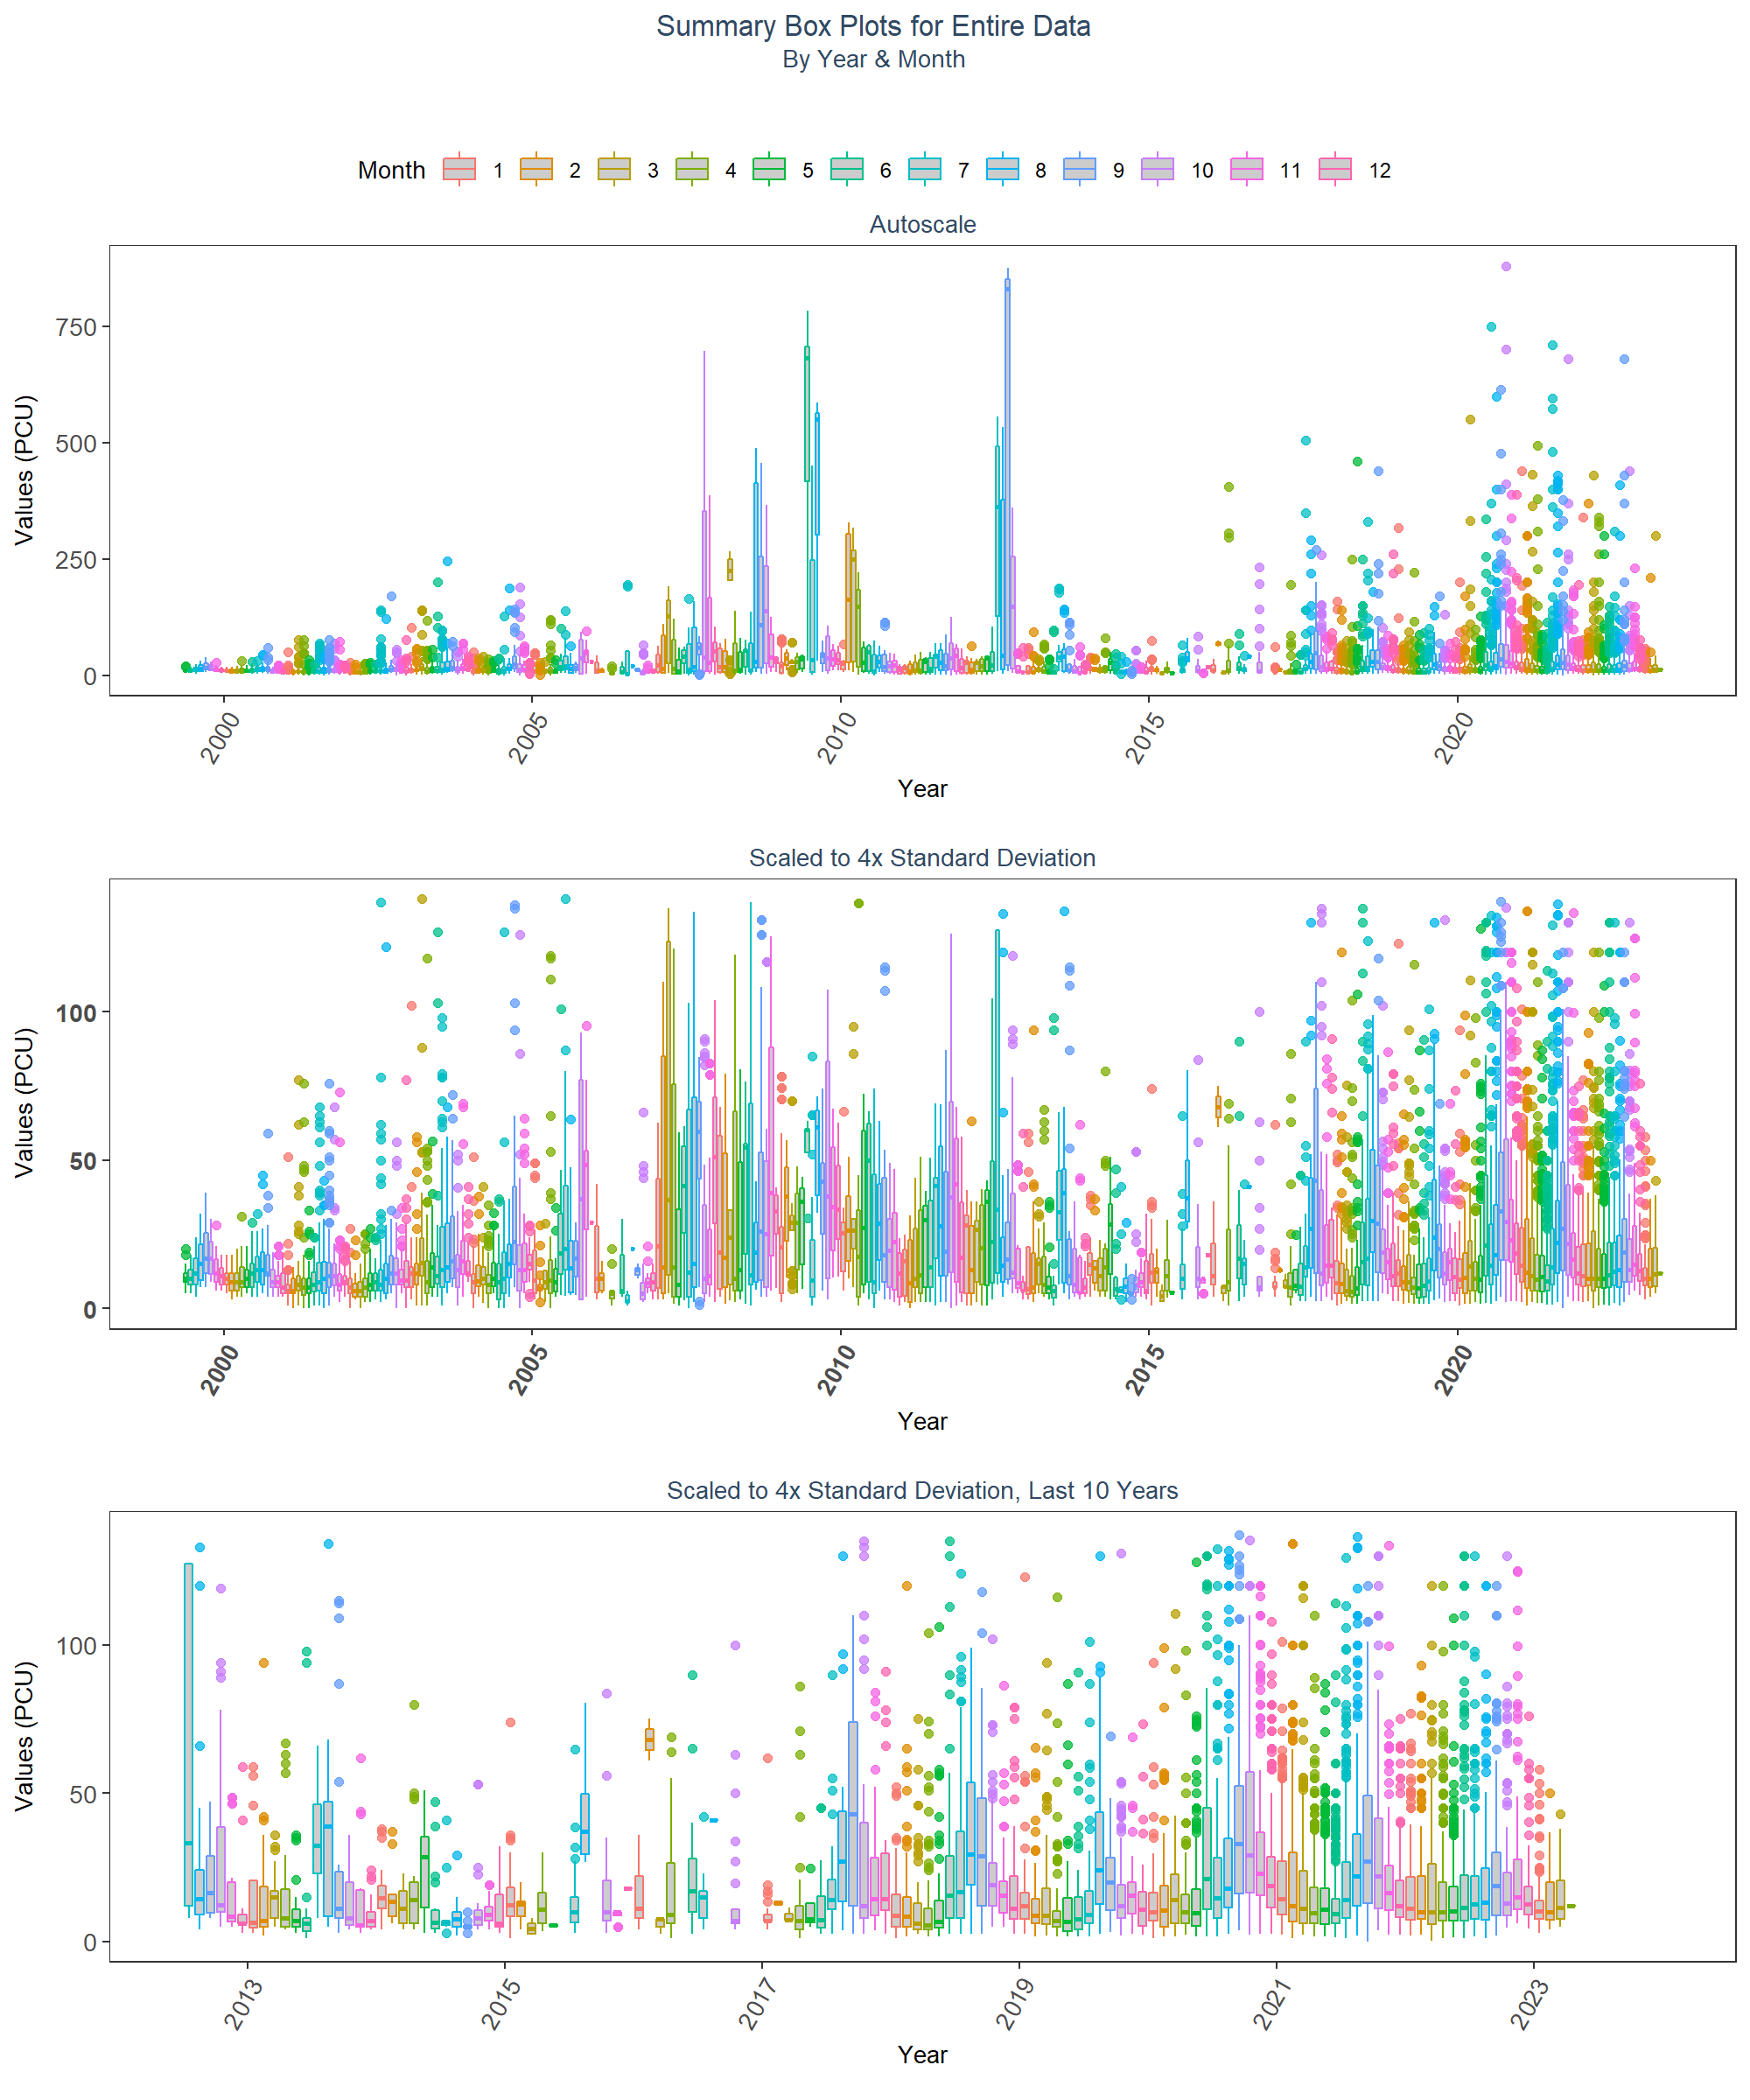 Summary Box Plots for Entire Data
By Year & Month
Month 1 2 3 4 5 6 7 8 9 10 11 12
Autoscale
Values (PCU)
750
500
250
0
2000 2005 2010 2015 2020
Year
Scaled to 4x Standard Deviation
Values (PCU)
100
50
0
2000 2005 2010 2015 2020
Year
Scaled to 4x Standard Deviation, Last 10 Years
Values (PCU)
100
50
0
2013 2015 2017 2019 2021 2023
Year